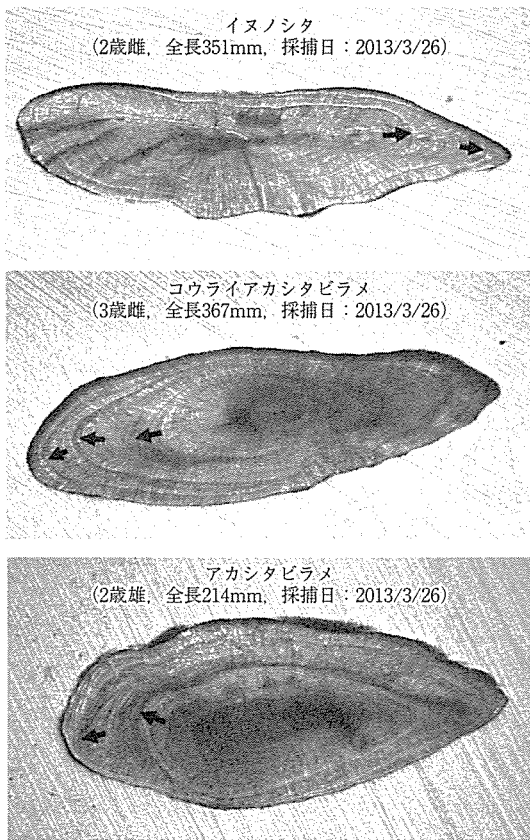 イヌノシタ
(2歳雌，全長351mm，採捕日：2013/3/26)
コウライアカシタビラメ
(3歳雌，全長367mm，採捕日：2013/3/26)
アカシタビラメ
(2歳雄，全長214mm，採捕日：2013/3/26)